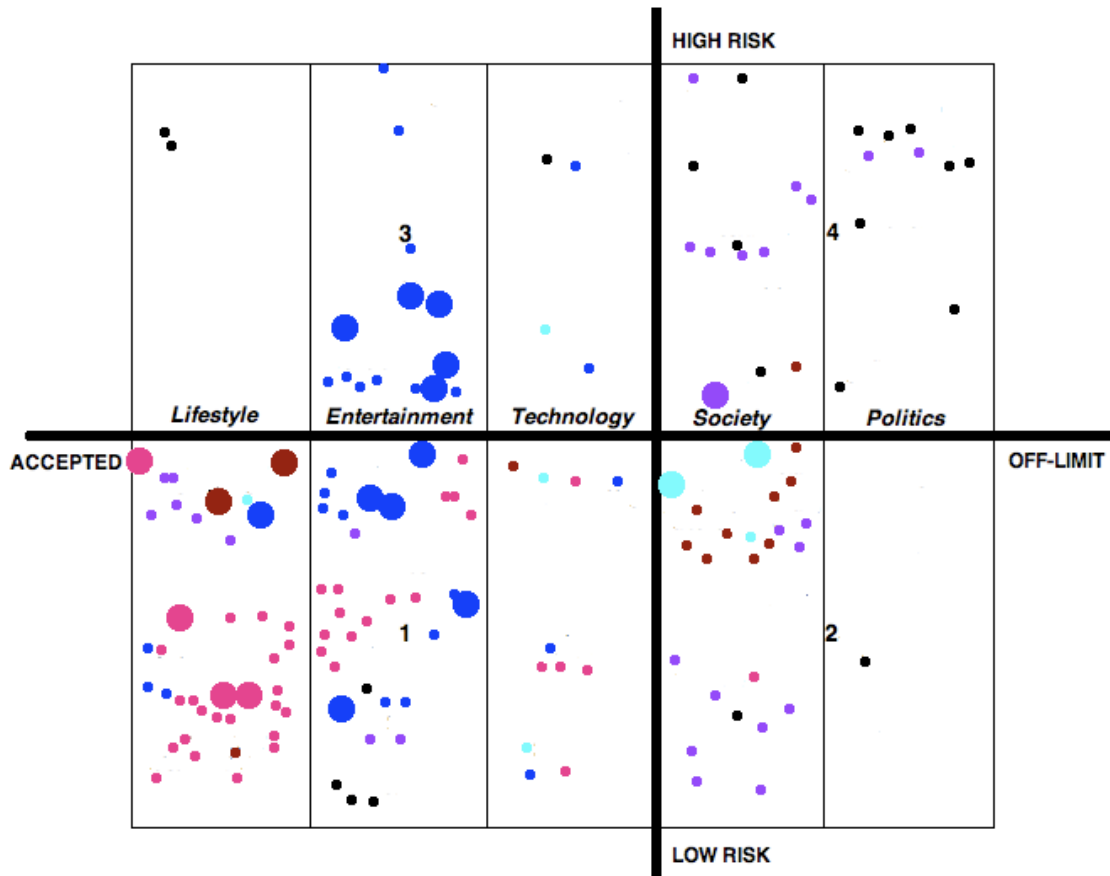 HIGH RISK
3
4
Lifestyle Entertainment Technology Society Politics
ACCEPTED
OFF-LIMIT
1
2
LOW RISK